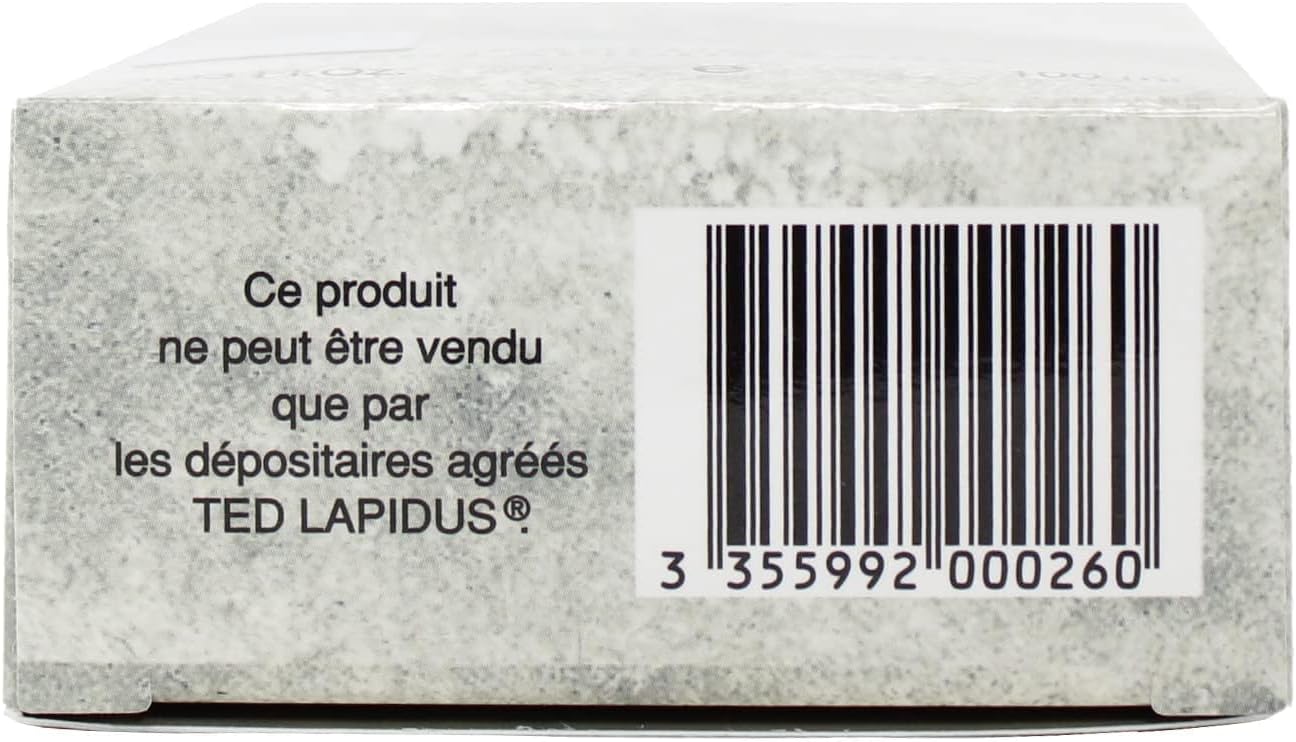 Ce produit
ne peut être vendu
que par
les dépositaires agréés
TED LAPIDUS®.
3 355992 000260